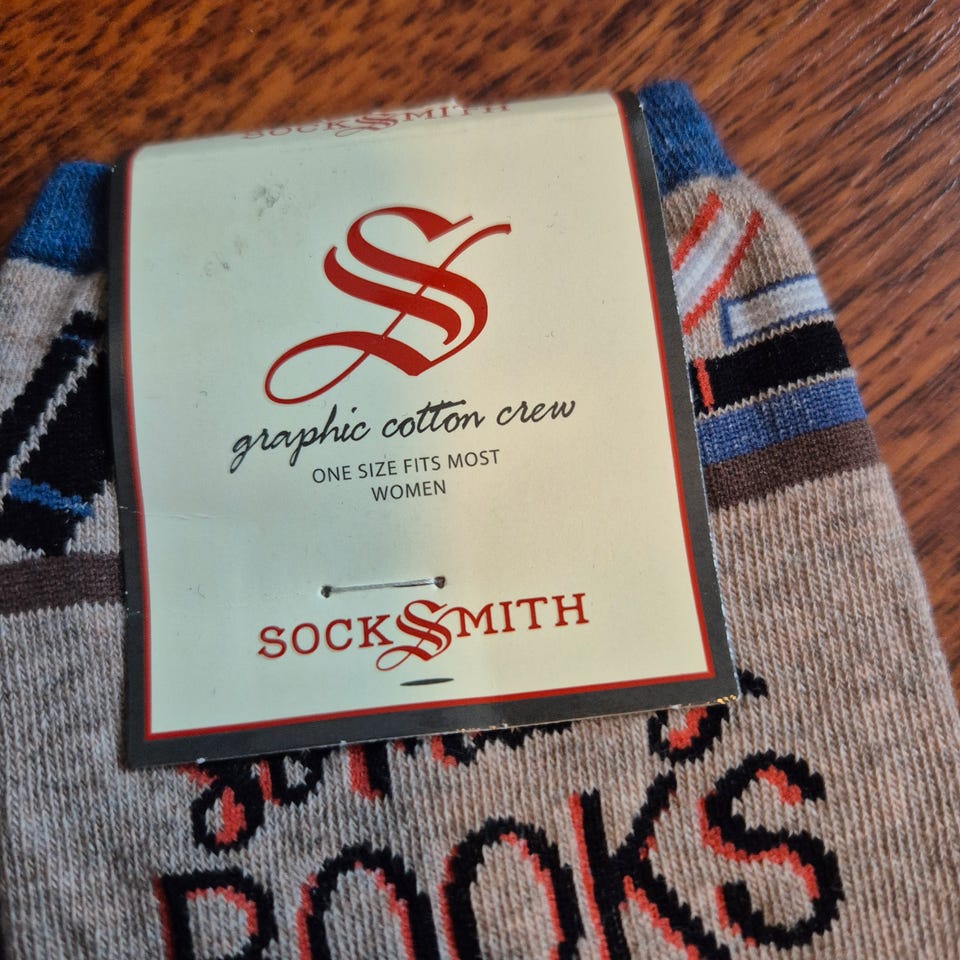 SOCKSMITH
S
graphic cotton crew
ONE SIZE FITS MOST
WOMEN
SOCKSMITH
BOOKS